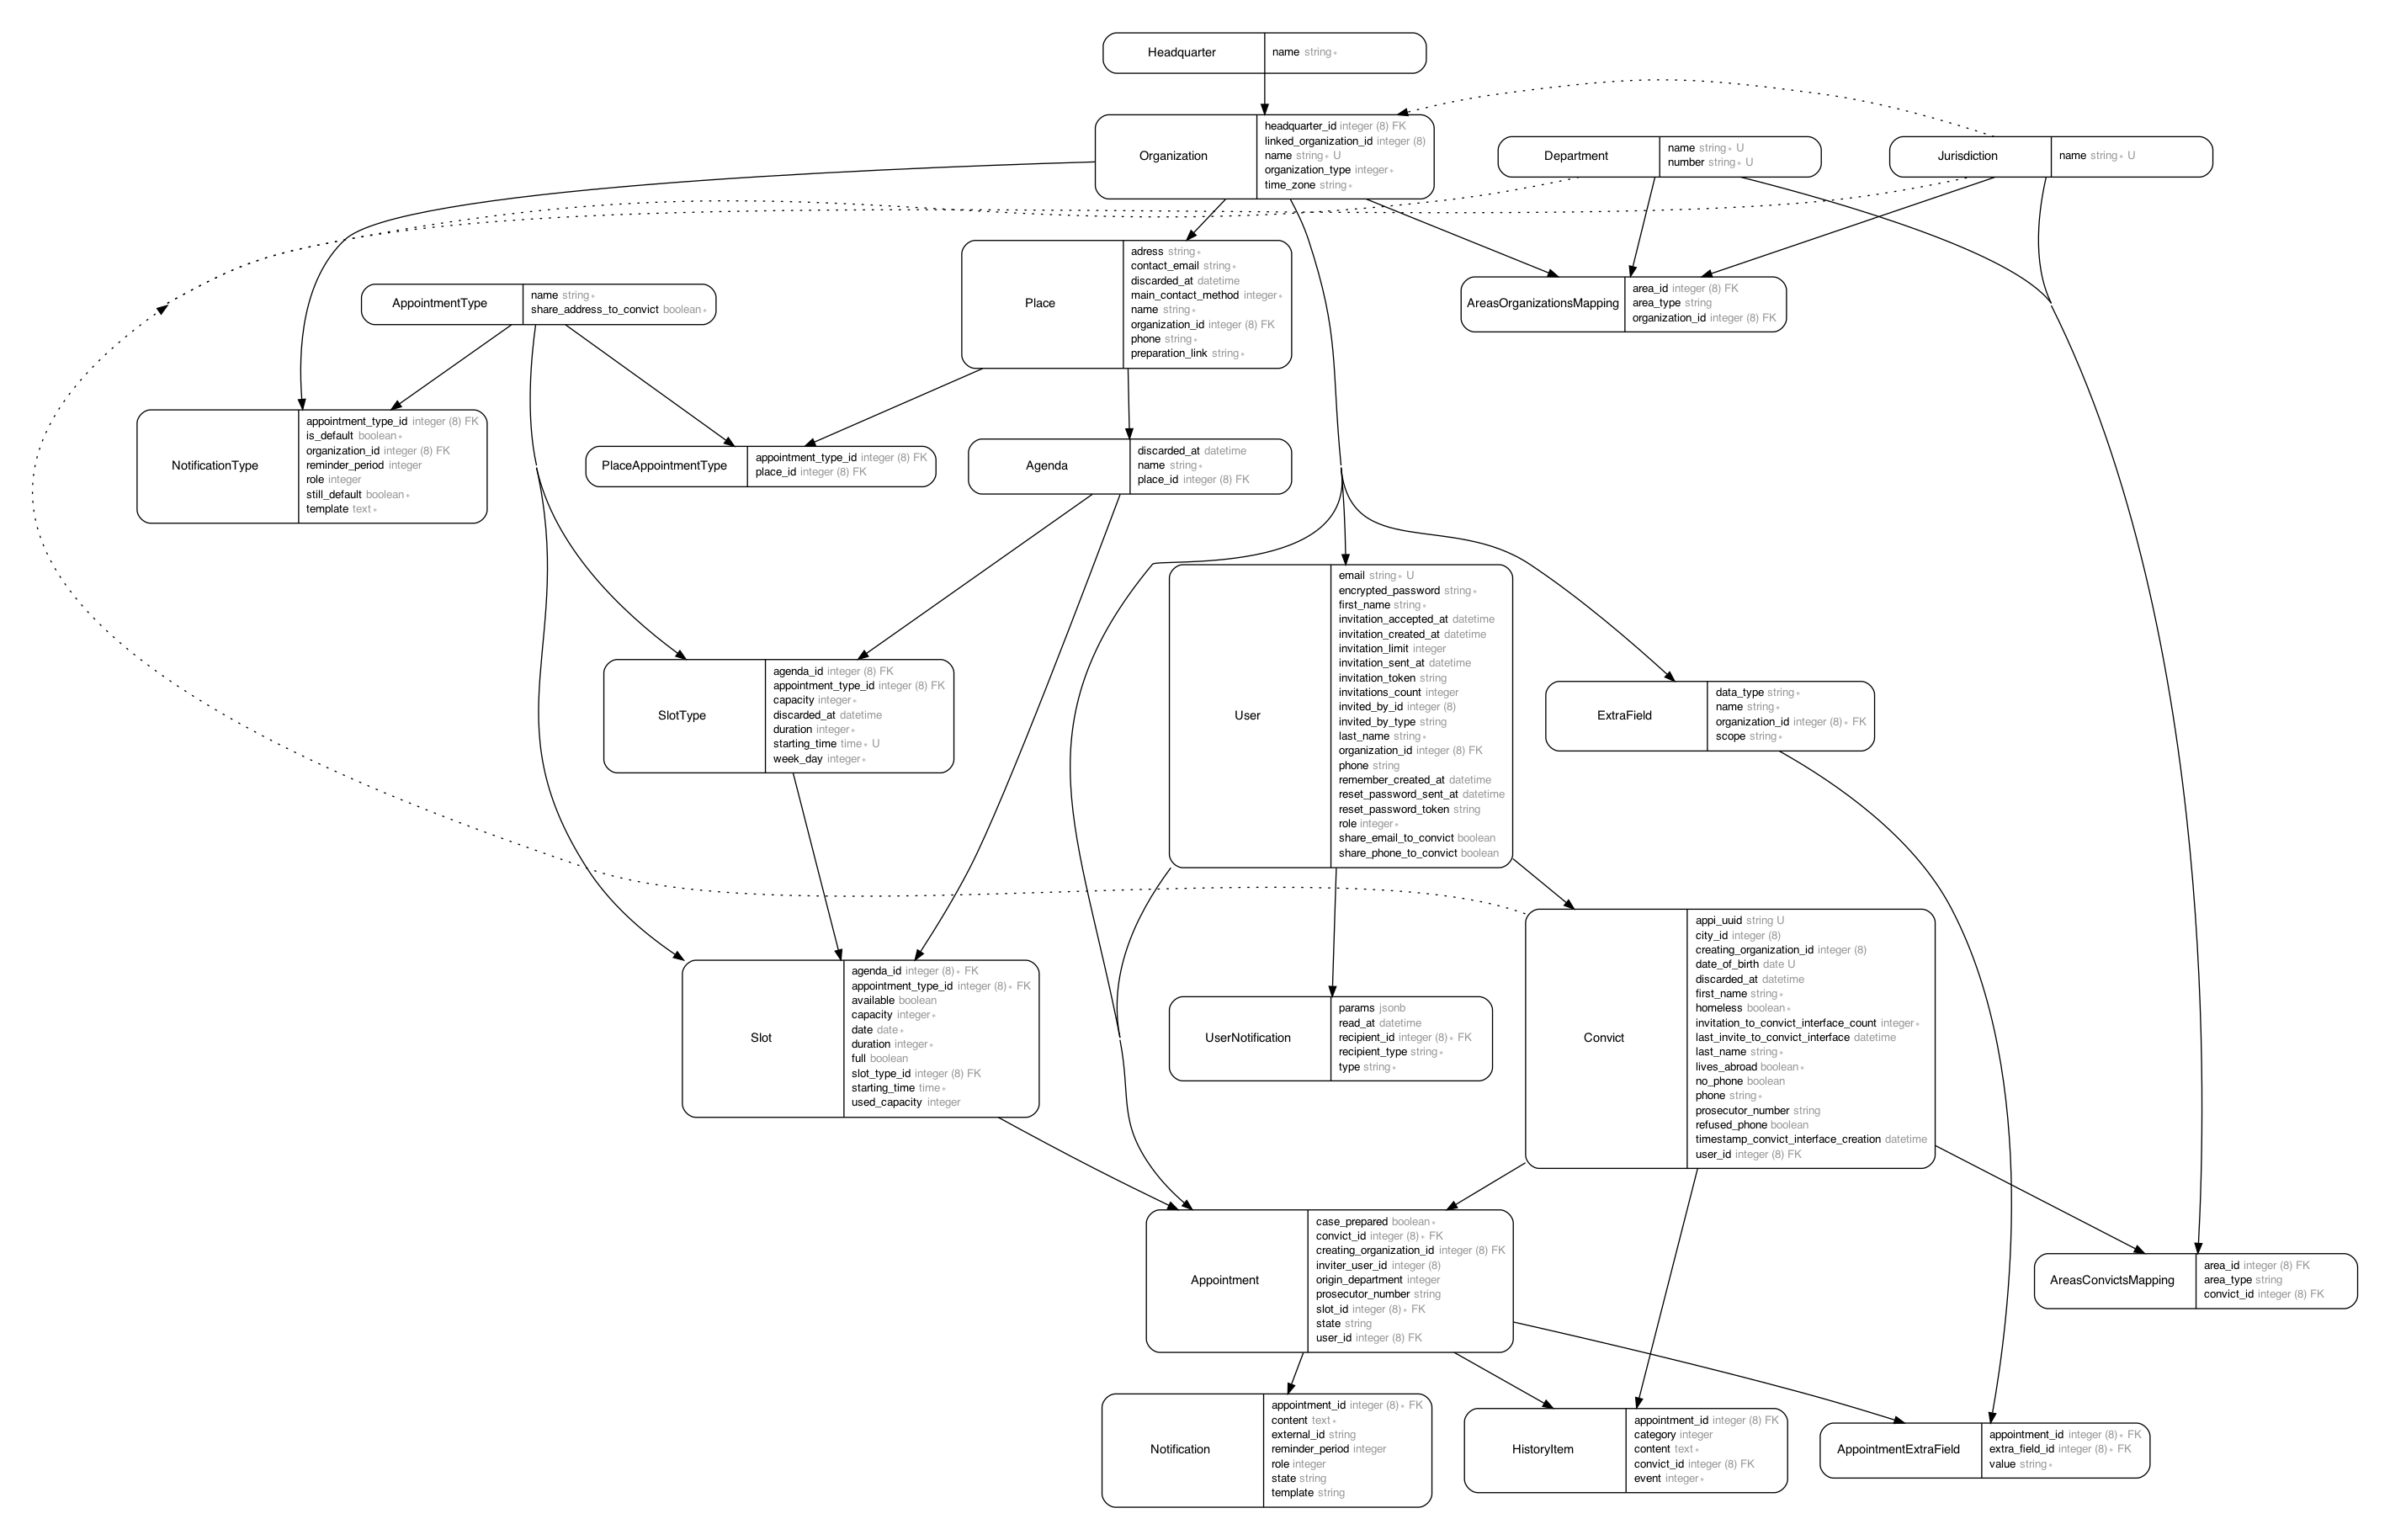 Headquarter
name string∗
Organization
headquarter_id integer (8) FK
linked_organization_id integer (8)
name string∗ U
organization_type integer∗
time_zone string∗
Department
name string∗ U
number string∗ U
Jurisdiction
name string∗ U
Place
adress string∗
contact_email string∗
discarded_at datetime
main_contact_method integer∗
name string∗
organization_id integer (8) FK
phone string∗
preparation_link string∗
AppointmentType
name string∗
share_address_to_convict boolean∗
AreasOrganizationsMapping
area_id integer (8) FK
area_type string
organization_id integer (8) FK
NotificationType
appointment_type_id integer (8) FK
is_default boolean∗
organization_id integer (8) FK
reminder_period integer
role integer
still_default boolean∗
template text∗
PlaceAppointmentType
appointment_type_id integer (8) FK
place_id integer (8) FK
Agenda
discarded_at datetime
name string∗
place_id integer (8) FK
SlotType
agenda_id integer (8) FK
appointment_type_id integer (8) FK
capacity integer∗
discarded_at datetime
duration integer∗
starting_time time∗ U
week_day integer∗
User
email string∗ U
encrypted_password string∗
first_name string∗
invitation_accepted_at datetime
invitation_created_at datetime
invitation_limit integer
invitation_sent_at datetime
invitation_token string
invitations_count integer
invited_by_id integer (8)
invited_by_type string
last_name string∗
organization_id integer (8) FK
phone string
remember_created_at datetime
reset_password_sent_at datetime
reset_password_token string
role integer∗
share_email_to_convict boolean
share_phone_to_convict boolean
ExtraField
data_type string∗
name string∗
organization_id integer (8)∗ FK
scope string∗
Slot
agenda_id integer (8)∗ FK
appointment_type_id integer (8)∗ FK
available boolean
capacity integer∗
date date∗
duration integer∗
full boolean
slot_type_id integer (8) FK
starting_time time∗
used_capacity integer
UserNotification
params jsonb
read_at datetime
recipient_id integer (8)∗ FK
recipient_type string∗
type string∗
Convict
appi_uuid string U
city_id integer (8)
creating_organization_id integer (8)
date_of_birth date U
discarded_at datetime
first_name string∗
homeless boolean∗
invitation_to_convict_interface_count integer∗
last_invite_to_convict_interface datetime
last_name string∗
lives_abroad boolean∗
no_phone boolean
phone string∗
prosecutor_number string
refused_phone boolean
timestamp_convict_interface_creation datetime
user_id integer (8) FK
Appointment
case_prepared boolean∗
convict_id integer (8)∗ FK
creating_organization_id integer (8) FK
inviter_user_id integer (8)
origin_department integer
prosecutor_number string
slot_id integer (8)∗ FK
state string
user_id integer (8) FK
AreasConvictsMapping
area_id integer (8) FK
area_type string
convict_id integer (8) FK
Notification
appointment_id integer (8)∗ FK
content text∗
external_id string
reminder_period integer
role integer
state string
template string
HistoryItem
appointment_id integer (8) FK
category integer
content text∗
convict_id integer (8) FK
event integer∗
AppointmentExtraField
appointment_id integer (8)∗ FK
extra_field_id integer (8)∗ FK
value string∗